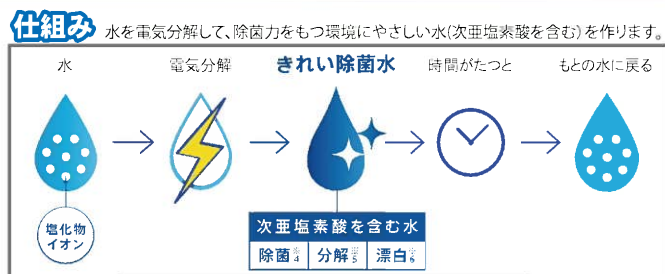 仕組み 水を電気分解して、除菌力をもつ環境にやさしい水(次亜塩素酸を含む)を作ります。
水 電気分解 きれい除菌水 時間がたつと もとの水に戻る
塩化物
イオン
次亜塩素酸を含む水
除菌※4 分解※5 漂白※6